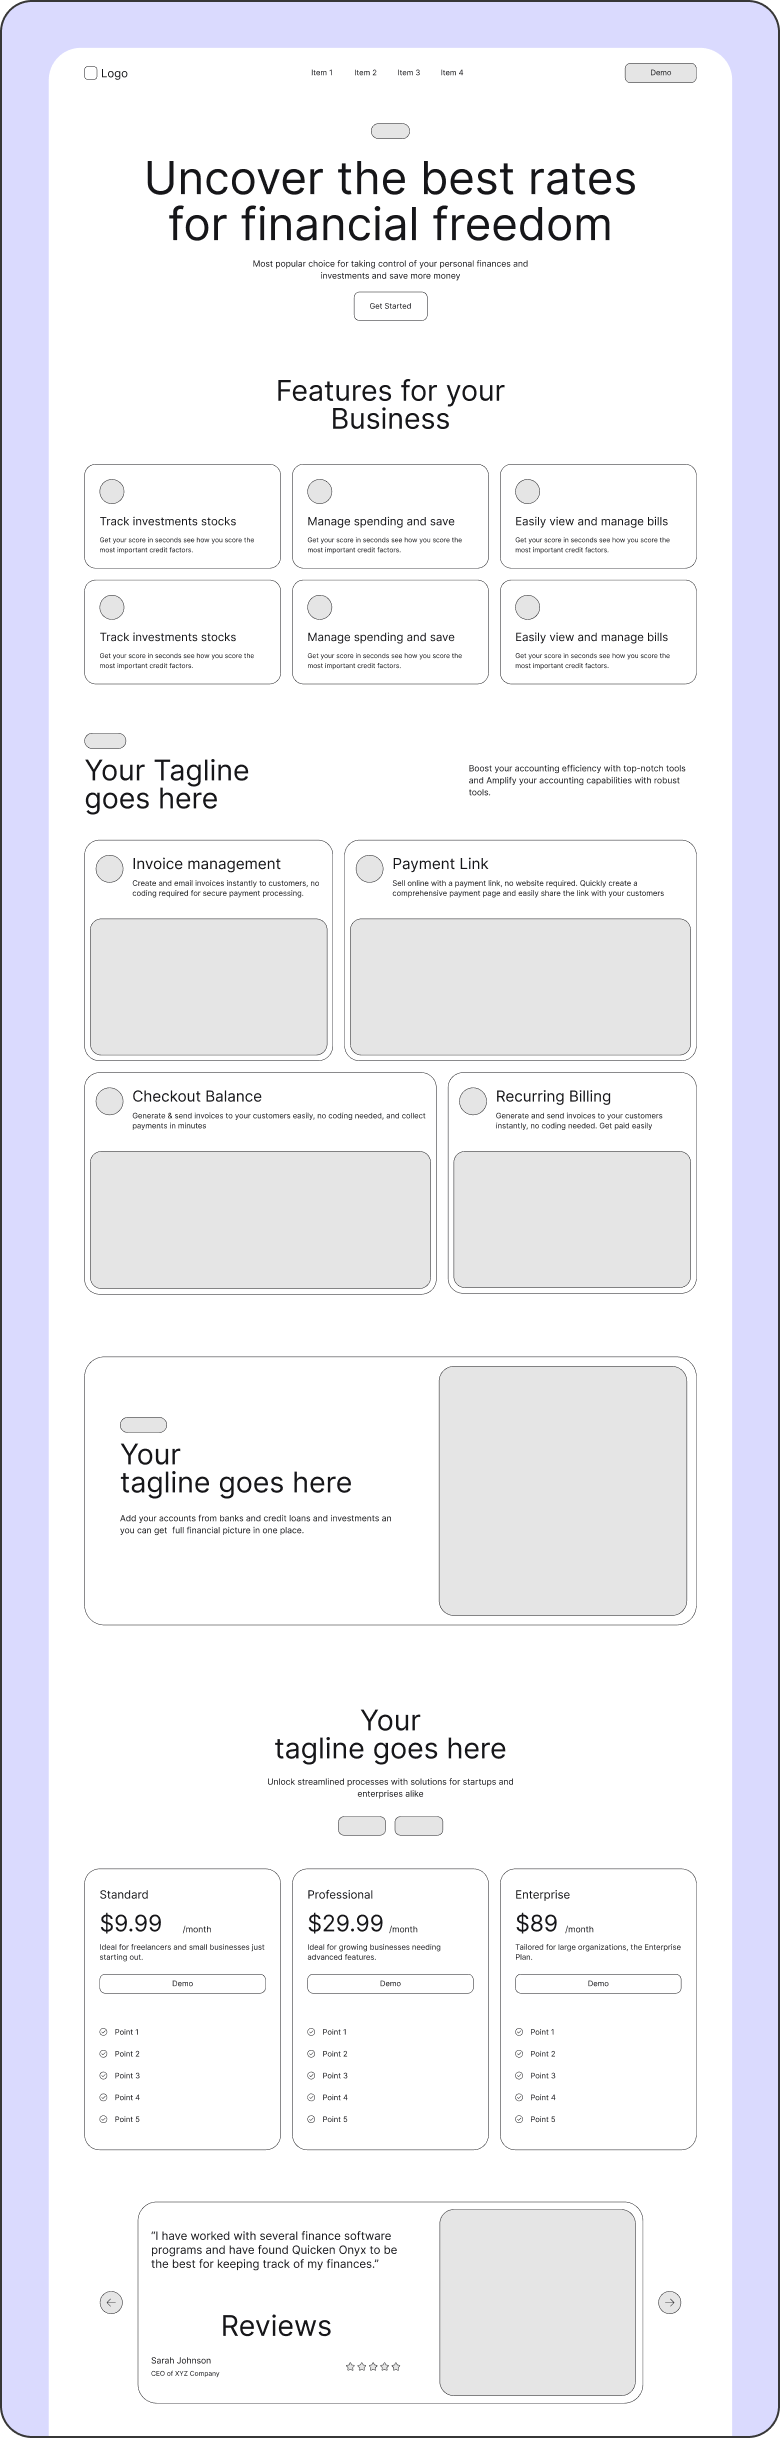 Logo
Item 1 Item 2 Item 3 Item 4
Demo
Uncover the best rates
for financial freedom
Most popular choice for taking control of your personal finances and
investments and save more money
Get Started
Features for your
Business
Track investments stocks
Get your score in seconds see how you score the
most important credit factors.
Manage spending and save
Get your score in seconds see how you score the
most important credit factors.
Easily view and manage bills
Get your score in seconds see how you score the
most important credit factors.
Track investments stocks
Get your score in seconds see how you score the
most important credit factors.
Manage spending and save
Get your score in seconds see how you score the
most important credit factors.
Easily view and manage bills
Get your score in seconds see how you score the
most important credit factors.
Your Tagline
goes here
Boost your accounting efficiency with top-notch tools
and Amplify your accounting capabilities with robust
tools.
Invoice management
Create and email invoices instantly to customers, no
coding required for secure payment processing.
Payment Link
Sell online with a payment link, no website required. Quickly create a
comprehensive payment page and easily share the link with your customers
Checkout Balance
Generate & send invoices to your customers easily, no coding needed, and collect
payments in minutes
Recurring Billing
Generate and send invoices to your customers
instantly, no coding needed. Get paid easily
Your
tagline goes here
Add your accounts from banks and credit loans and investments an
you can get full financial picture in one place.
Your
tagline goes here
Unlock streamlined processes with solutions for startups and
enterprises alike
Standard
$9.99 /month
Ideal for freelancers and small businesses just
starting out.
Demo
Point 1
Point 2
Point 3
Point 4
Point 5
Professional
$29.99 /month
Ideal for growing businesses needing
advanced features.
Demo
Point 1
Point 2
Point 3
Point 4
Point 5
Enterprise
$89 /month
Tailored for large organizations, the Enterprise
Plan.
Demo
Point 1
Point 2
Point 3
Point 4
Point 5
“I have worked with several finance software
programs and have found Quicken Onyx to be
the best for keeping track of my finances.”
Reviews
Sarah Johnson
CEO of XYZ Company